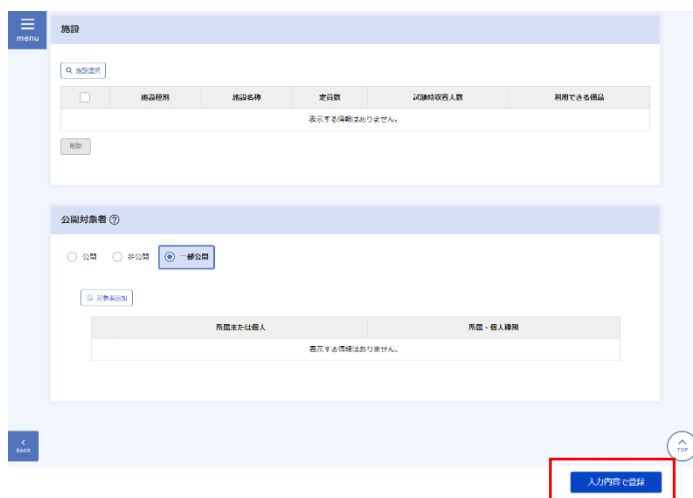 menu
施設
施設選択
施設種別 施設名称 定員数 試験時収容人数 利用できる備品
表示する情報はありません。
削除
公開対象者 ?
公開 非公開 一部公開
対象者追加
所属または個人 所属・個人種別
表示する情報はありません。
BACK
TOP
入力内容で登録